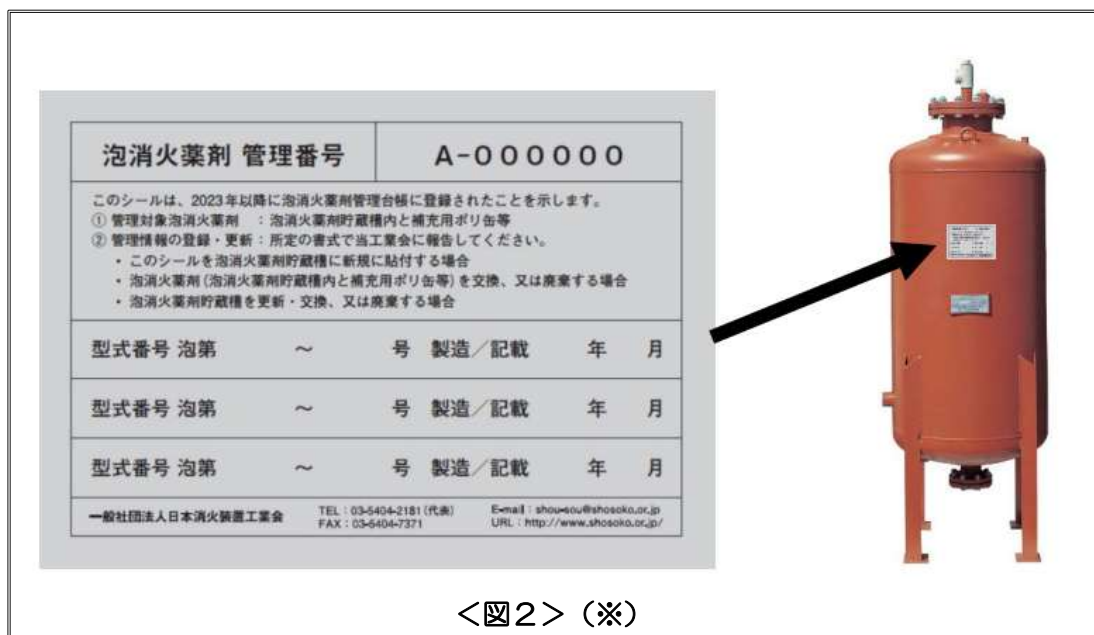 泡消火薬剤 管理番号 A-000000
このシールは、2023年以降に泡消火薬剤管理台帳に登録されたことを示します。
① 管理対象泡消火薬剤 ：泡消火薬剤貯蔵槽内と補充用ポリ缶等
② 管理情報の登録・更新：所定の書式で当工業会に報告してください。
・このシールを泡消火薬剤貯蔵槽に新規に貼付する場合
・泡消火薬剤（泡消火薬剤貯蔵槽内と補充用ポリ缶等）を交換、又は廃棄する場合
・泡消火薬剤貯蔵槽を更新・交換、又は廃棄する場合
型式番号 泡第 ～ 号 製造／記載 年 月
型式番号 泡第 ～ 号 製造／記載 年 月
型式番号 泡第 ～ 号 製造／記載 年 月
一般社団法人日本消火装置工業会
TEL：03-5404-2181（代表） E-mail：shou-sou@shosoko.or.jp
FAX：03-5404-7371 URL：http://www.shosoko.or.jp/
＜図２＞（※）